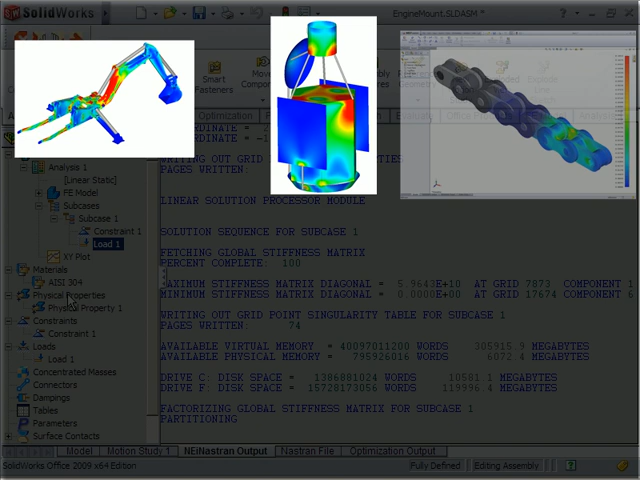 SolidWorks
EngineMount.SLDASM
Smart
Fasteners
Optimization
Analysis 1
[Linear Static]
FE Model
Subcases
Subcase 1
Constraint 1
Load 1
XY Plot
Materials
AISI 304
Physical Properties
Physical Property 1
Constraints
Constraint 1
Loads
Load 1
Concentrated Masses
Connectors
Dampings
Tables
Parameters
Surface Contacts
WRITING OUT GRID
PAGES WRITTEN:
LINEAR SOLUTION PROCESSOR MODULE
SOLUTION SEQUENCE FOR SUBCASE 1
FETCHING GLOBAL STIFFNESS MATRIX
PERCENT COMPLETE: 100
MAXIMUM STIFFNESS MATRIX DIAGONAL = 5.9643E+10 AT GRID 7873 COMPONENT 1
MINIMUM STIFFNESS MATRIX DIAGONAL = 0.0000E+00 AT GRID 17674 COMPONENT 6
WRITING OUT GRID POINT SINGULARITY TABLE FOR SUBCASE 1
PAGES WRITTEN: 74
AVAILABLE VIRTUAL MEMORY = 40097011200 WORDS 305915.9 MEGABYTES
AVAILABLE PHYSICAL MEMORY = 795926016 WORDS 6072.4 MEGABYTES
DRIVE C: DISK SPACE = 1386881024 WORDS 10581.1 MEGABYTES
DRIVE F: DISK SPACE = 15728173056 WORDS 119996.4 MEGABYTES
FACTORIZING GLOBAL STIFFNESS MATRIX FOR SUBCASE 1
PARTITIONING
Model Motion Study 1 NEiNastran Output Nastran File Optimization Output
SolidWorks Office 2009 x64 Edition Fully Defined Editing Assembly